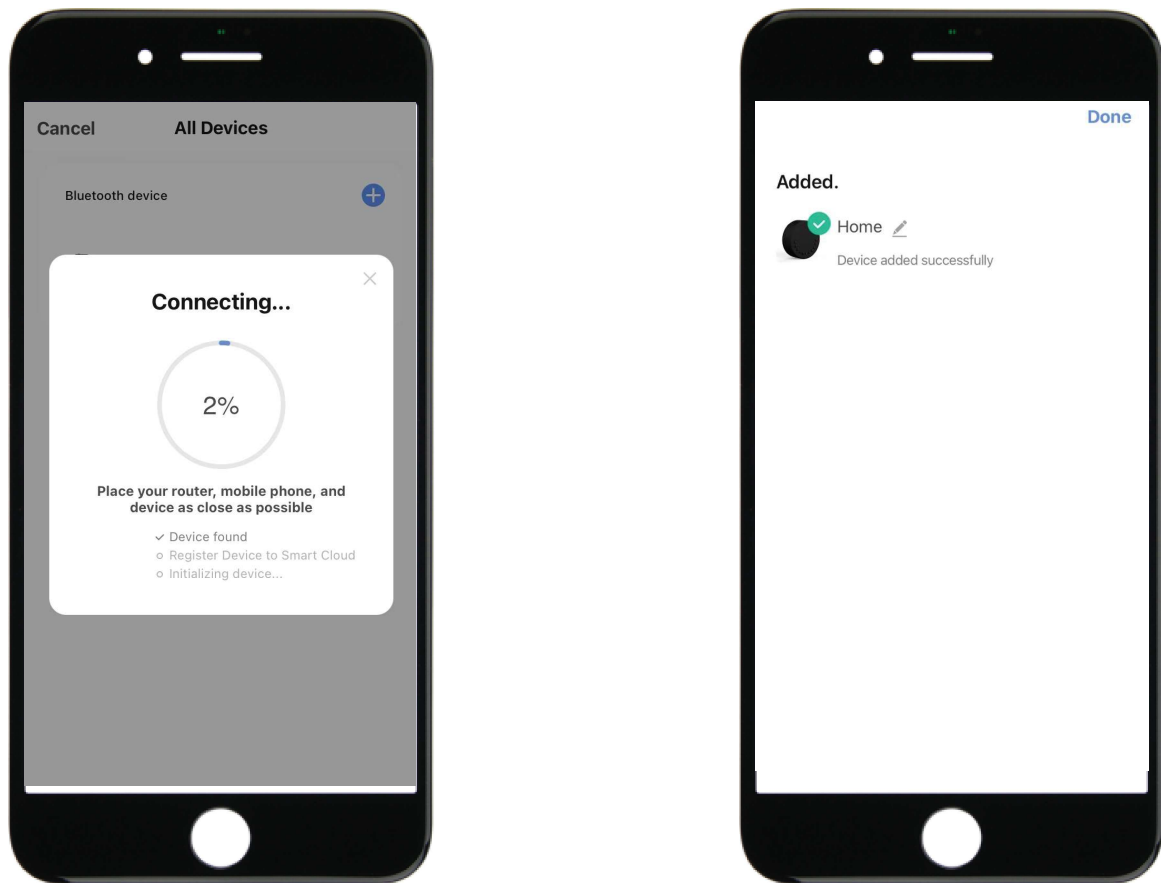 Cancel
All Devices
Bluetooth device
Connecting...
2%
Place your router, mobile phone, and
device as close as possible
Device found
Register Device to Smart Cloud
Initializing device...
Done
Added.
Home
Device added successfully